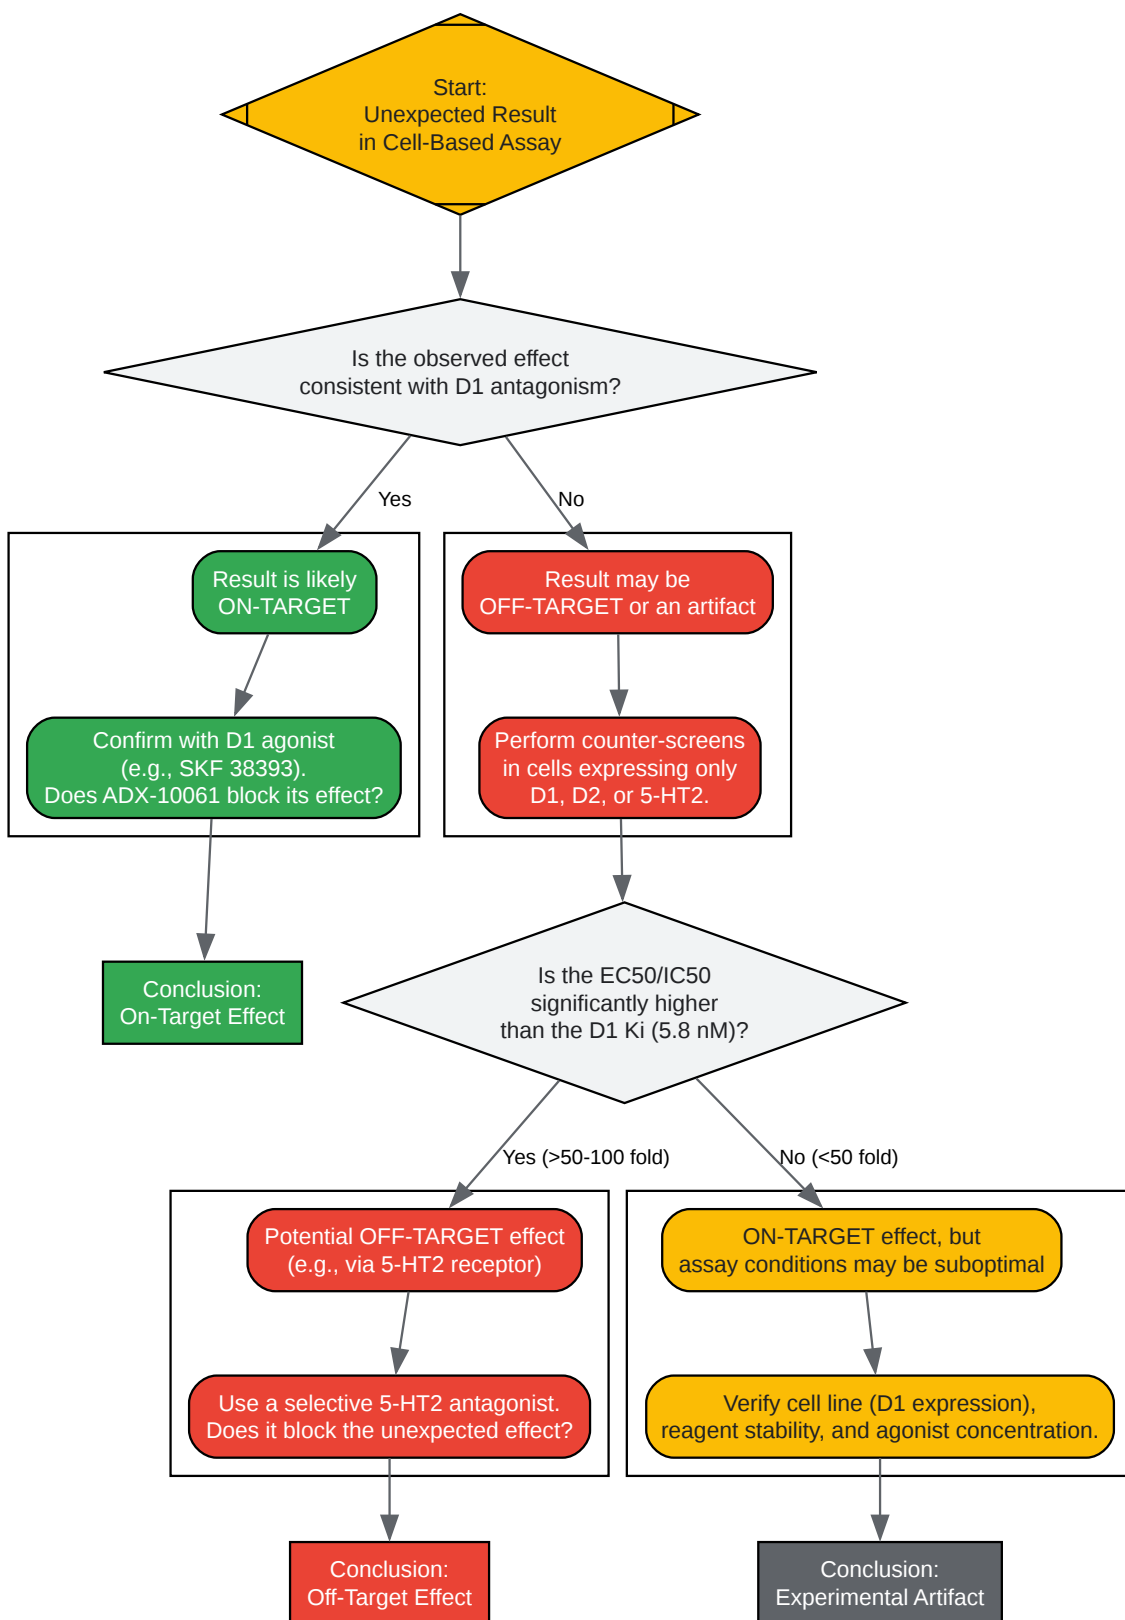 Start:
Unexpected Result
in Cell-Based Assay
Is the observed effect
consistent with D1 antagonism?
Yes
No
Result is likely
ON-TARGET
Result may be
OFF-TARGET or an artifact
Confirm with D1 agonist
(e.g., SKF 38393).
Does ADX-10061 block its effect?
Perform counter-screens
in cells expressing only
D1, D2, or 5-HT2.
Conclusion:
On-Target Effect
Is the EC50/IC50
significantly higher
than the D1 Ki (5.8 nM)?
Yes (>50-100 fold)
No (<50 fold)
Potential OFF-TARGET effect
(e.g., via 5-HT2 receptor)
ON-TARGET effect, but
assay conditions may be suboptimal
Use a selective 5-HT2 antagonist.
Does it block the unexpected effect?
Verify cell line (D1 expression),
reagent stability, and agonist concentration.
Conclusion:
Off-Target Effect
Conclusion:
Experimental Artifact